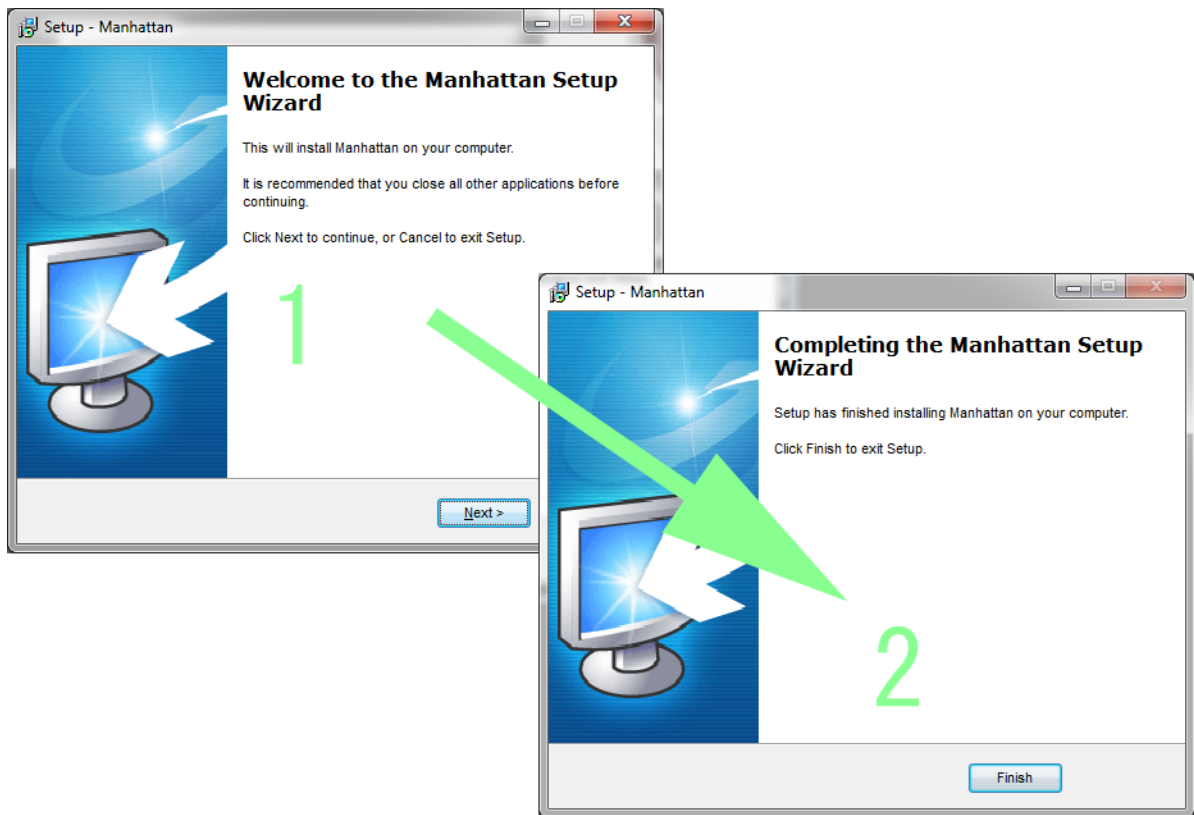 Setup - Manhattan
Welcome to the Manhattan Setup
Wizard
This will install Manhattan on your computer.
It is recommended that you close all other applications before
continuing.
Click Next to continue, or Cancel to exit Setup.
1
Next >
Setup - Manhattan
Completing the Manhattan Setup
Wizard
Setup has finished installing Manhattan on your computer.
Click Finish to exit Setup.
2
Finish